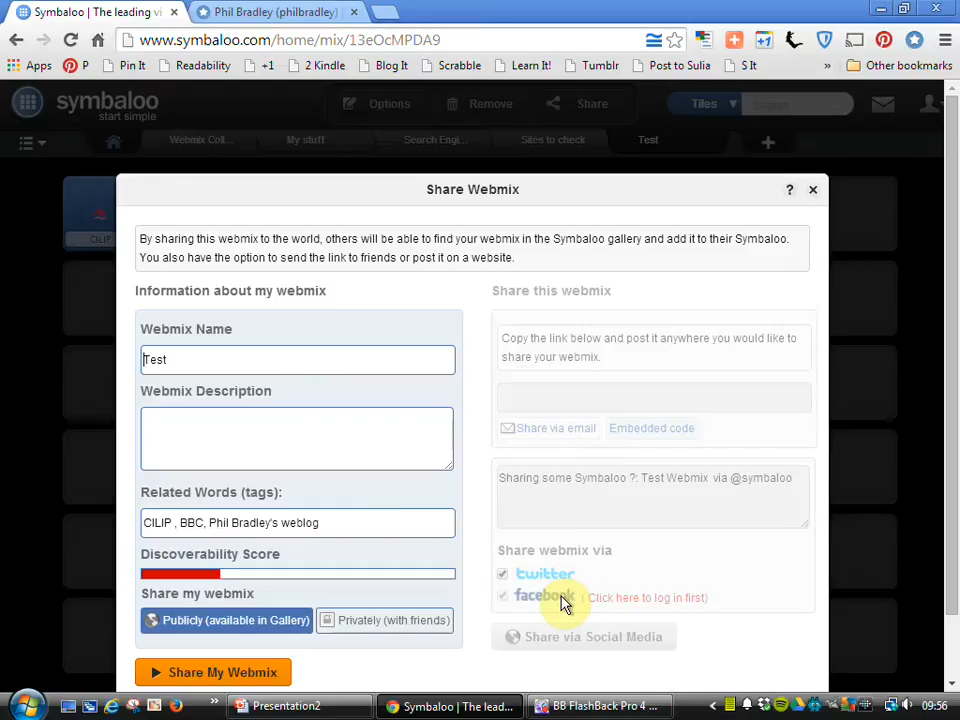 Symbaloo | The leading vi
Phil Bradley (philbradley)
www.symbaloo.com/home/mix/13eOcMPDA9
Apps
P
Pin It
Readability
+1
2 Kindle
Blog It
Scrabble
Learn It!
Tumblr
Post to Sulia
S It
»
Other bookmarks
symbaloo
start simple
Options
Remove
Share
Tiles
Search
Webmix Coll...
My stuff
Search Engi...
Sites to check
Test
CILIP
Share Webmix
?
By sharing this webmix to the world, others will be able to find your webmix in the Symbaloo gallery and add it to their Symbaloo.
You also have the option to send the link to friends or post it on a website.
Information about my webmix
Webmix Name
Test
Webmix Description
Related Words (tags):
CILIP , BBC, Phil Bradley's weblog
Discoverability Score
Share my webmix
Publicly (available in Gallery)
Privately (with friends)
Share My Webmix
Share this webmix
Copy the link below and post it anywhere you would like to
share your webmix.
Share via email
Embedded code
Sharing some Symbaloo ?: Test Webmix via @symbaloo
Share webmix via
twitter
facebook ( Click here to log in first)
Share via Social Media
Presentation2
Symbaloo | The lead...
BB FlashBack Pro 4 ...
09:56